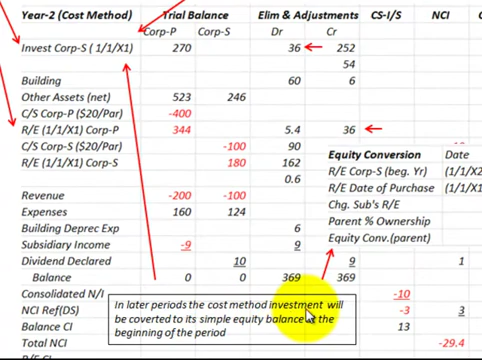 Year-2 (Cost Method) Trial Balance Elim & Adjustments CS-I/S NCI
Corp-P Corp-S Dr Cr
Invest Corp-S ( 1/1/X1) 270 36 252
54
Building 60 6
Other Assets (net) 523 246
C/S Corp-P ($20/Par) -400
R/E (1/1/X1) Corp-P 344 5.4 36
C/S Corp-S ($20/Par) -100 90
R/E (1/1/X1) Corp-S 180 162
0.6
Equity Conversion Date
R/E Corp-S (beg. Yr) (1/1/X2
R/E Date of Purchase (1/1/X1
Chg. Sub's R/E
Parent % Ownership
Equity Conv.(parent)
Revenue -200 -100
Expenses 160 124
Building Deprec Exp 6
Subsidiary Income -9 9
Dividend Declared 10 9 1
Balance 0 0 369 369
Consolidated N/I -10
NCI Ref(DS) -3 3
Balance CI 13
Total NCI -29.4
In later periods the cost method investment will
be coverted to its simple equity balance at the
beginning of the period